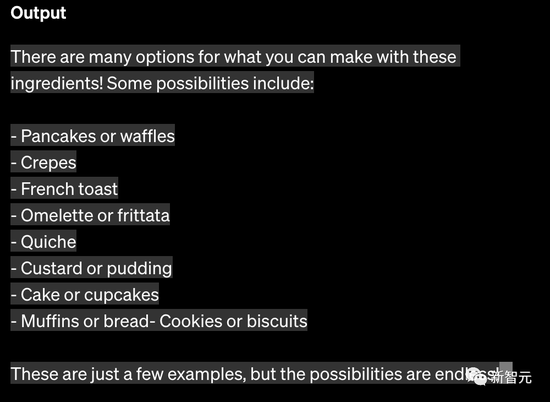 Output
There are many options for what you can make with these
ingredients! Some possibilities include:
- Pancakes or waffles
- Crepes
- French toast
- Omelette or frittata
- Quiche
- Custard or pudding
- Cake or cupcakes
- Muffins or bread- Cookies or biscuits
These are just a few examples, but the possibilities are endless!
新智元